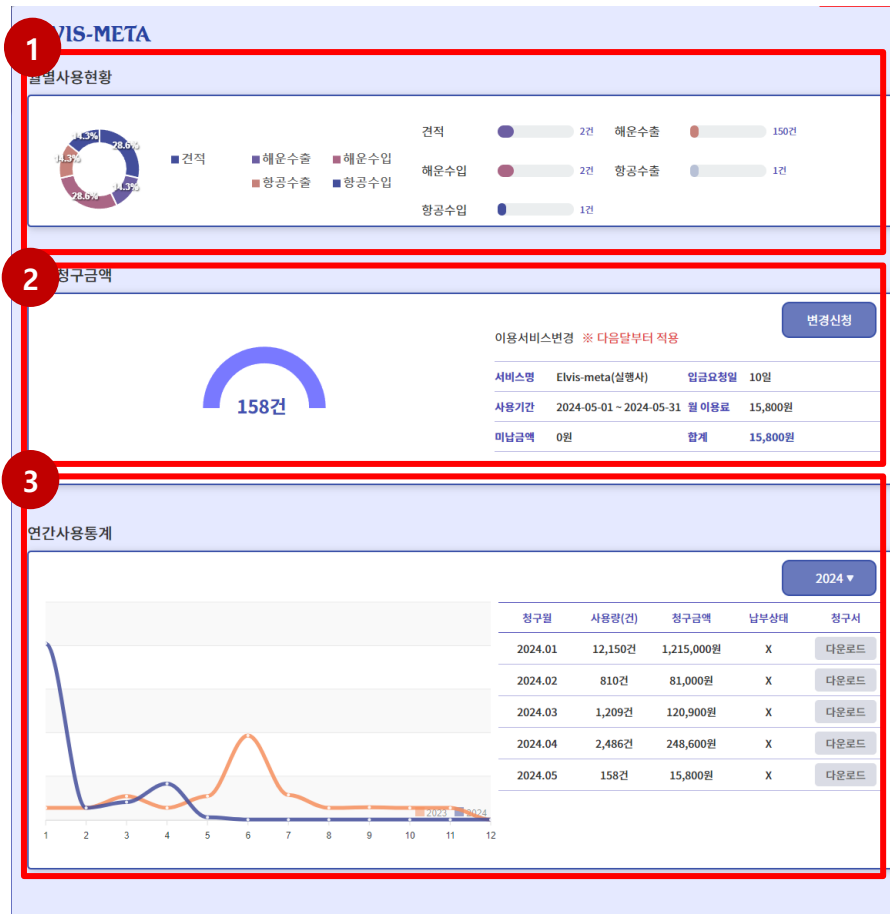 VIS-META
1
월별사용현황
14.3%
28.6%
14.3%
14.3%
28.6%
견적
해운수출
해운수입
항공수출
항공수입
견적 2건 해운수출 150건
해운수입 2건 항공수출 1건
항공수입 1건
2
청구금액
변경신청
이용서비스변경 ※ 다음달부터 적용
158건
서비스명 Elvis-meta(실행사) 입금요청일 10일
사용기간 2024-05-01 ~ 2024-05-31 월 이용료 15,800원
미납금액 0원 합계 15,800원
3
연간사용통계
2024 ▼
청구월 사용량(건) 청구금액 납부상태 청구서
2024.01 12,150건 1,215,000원 X 다운로드
2024.02 810건 81,000원 X 다운로드
2024.03 1,209건 120,900원 X 다운로드
2024.04 2,486건 248,600원 X 다운로드
2024.05 158건 15,800원 X 다운로드
2023 2024
1 2 3 4 5 6 7 8 9 10 11 12